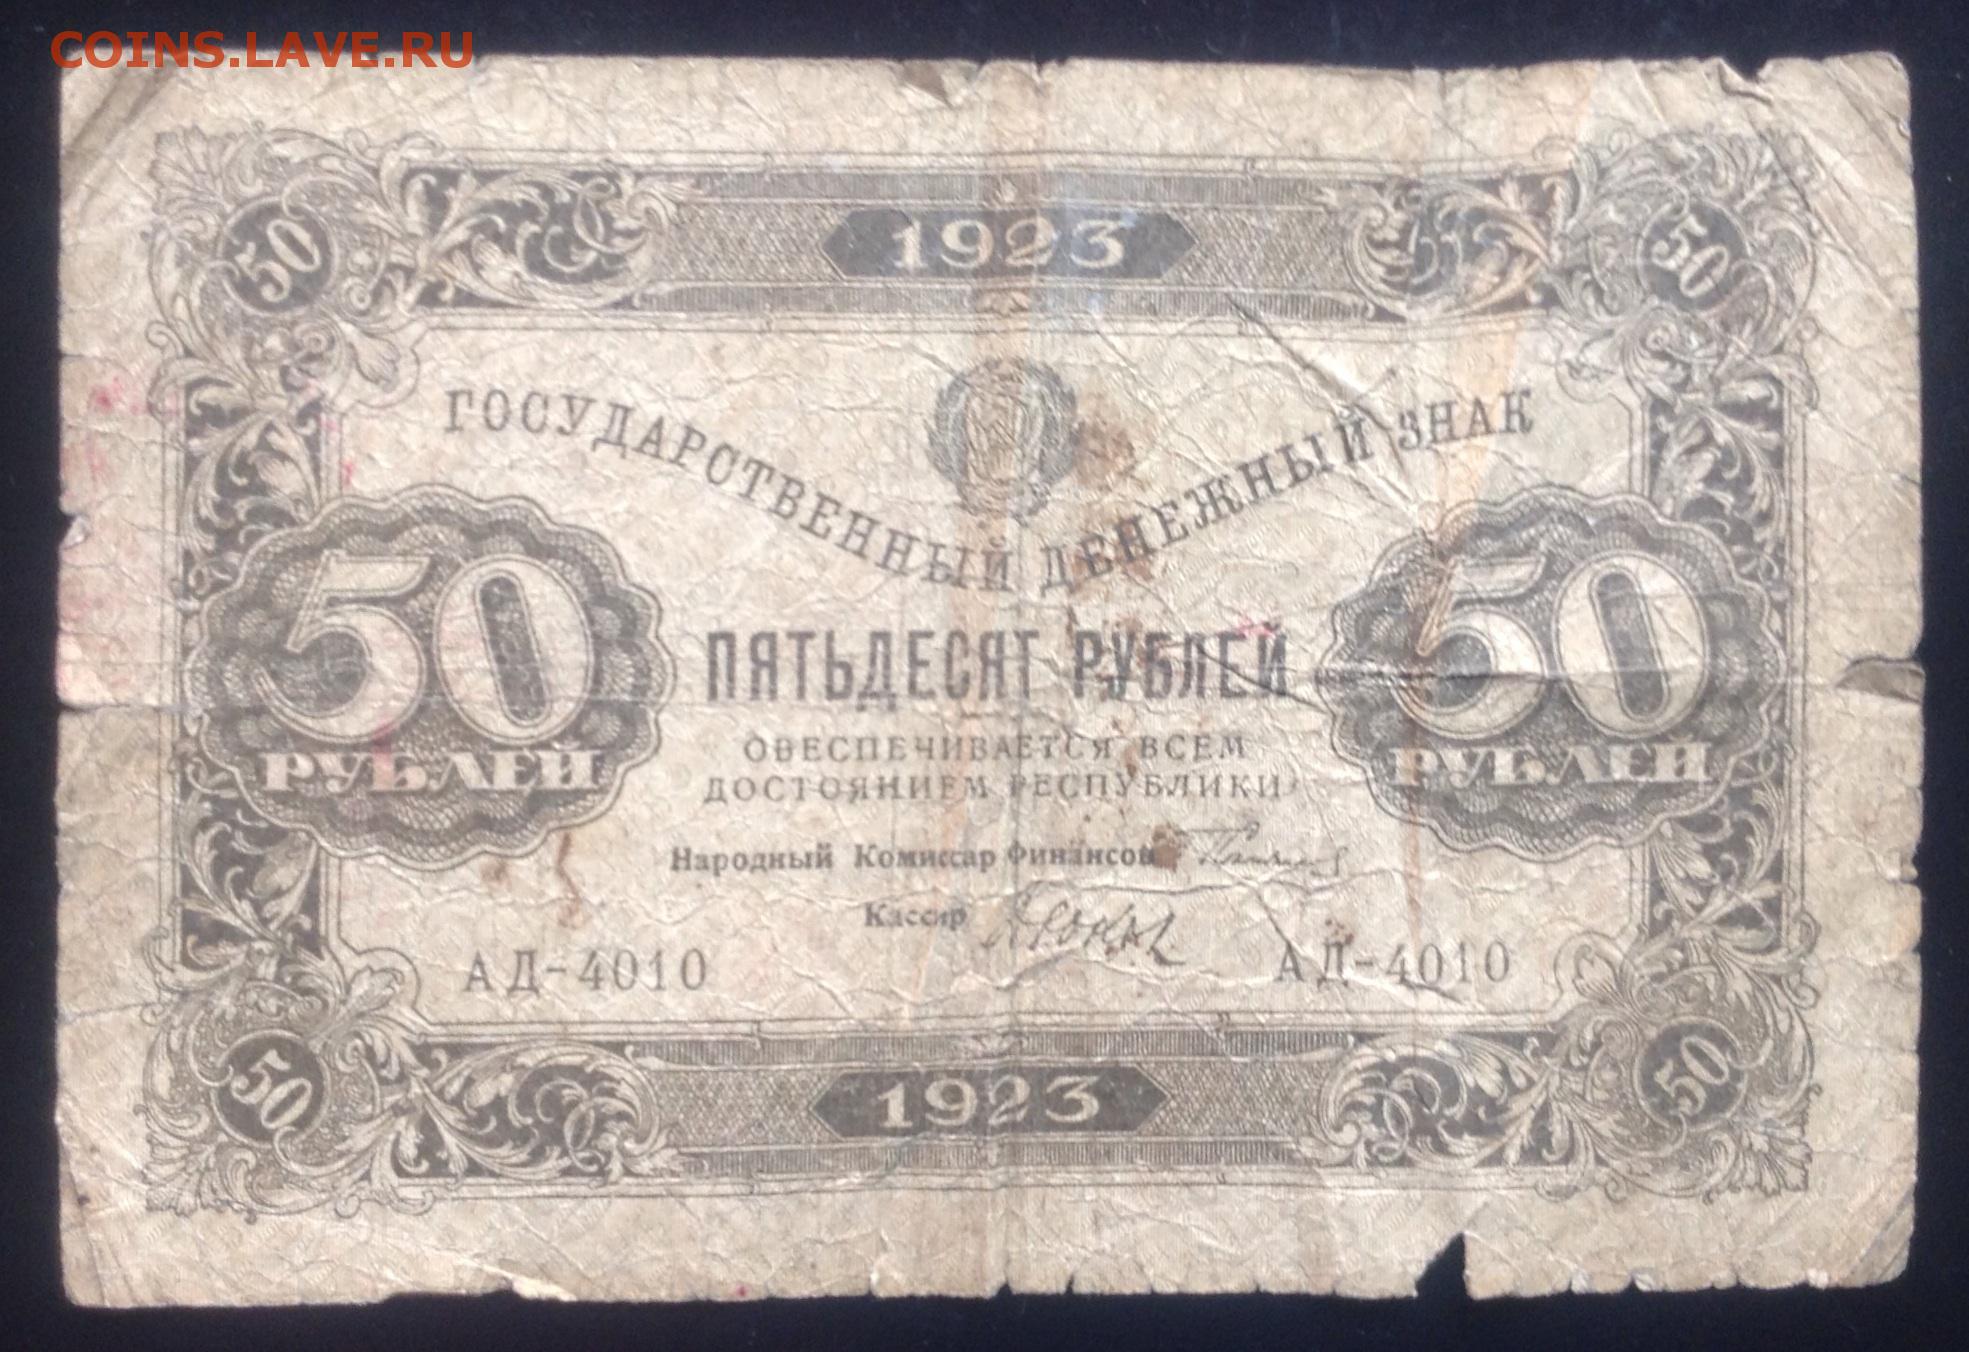 COINS.LAVE.RU
1923
50 50
ГОСУДАРСТВЕННЫЙ ДЕНЕЖНЫЙ ЗНАК
50 РУБЛЕЙ
50 РУБЛЕЙ
ПЯТЬДЕСЯТ РУБЛЕЙ
ОБЕСПЕЧИВАЕТСЯ ВСЕМ
ДОСТОЯНИЕМ РЕСПУБЛИКИ
Народный Комиссар Финансов
Кассир
АД-4010 АД-4010
50 50
1923